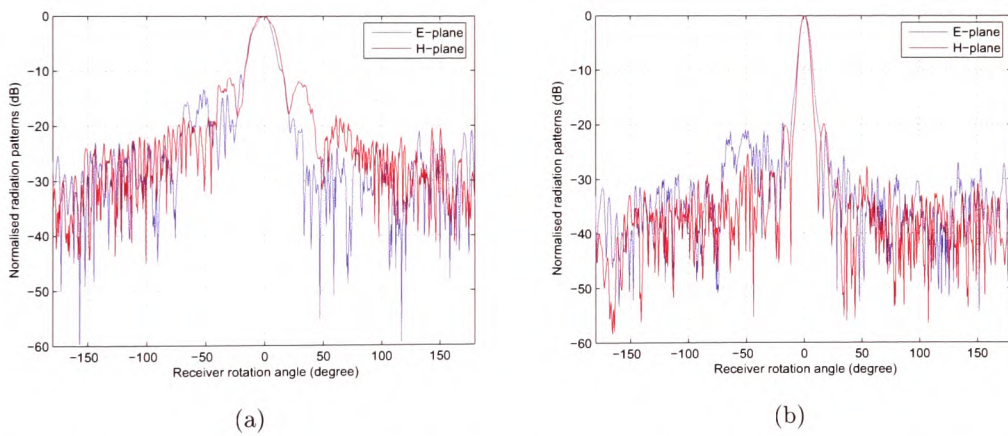 0
−10
−20
−30
−40
−50
−60
−150
−100
−50
0
50
100
150
Normalised radiation patterns (dB)
Receiver rotation angle (degree)
E−plane
H−plane
(a)
0
−10
−20
−30
−40
−50
−60
−150
−100
−50
0
50
100
150
Normalised radiation patterns (dB)
Receiver rotation angle (degree)
E−plane
H−plane
(b)